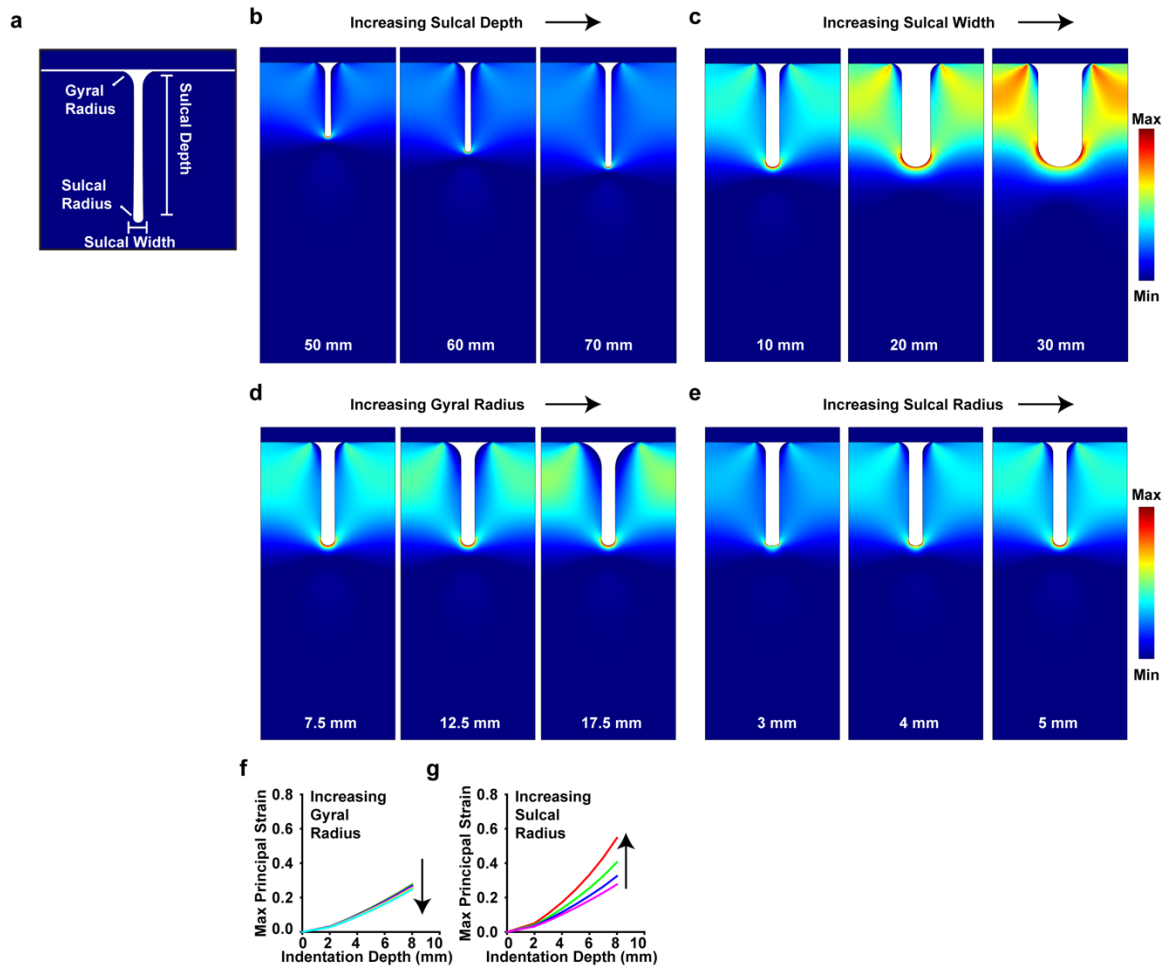 a
Gyral
Radius
Sulcal Depth
Sulcal
Radius
Sulcal Width
b
Increasing Sulcal Depth
50 mm
60 mm
70 mm
c
Increasing Sulcal Width
10 mm
20 mm
30 mm
Max
Min
d
Increasing Gyral Radius
7.5 mm
12.5 mm
17.5 mm
e
Increasing Sulcal Radius
3 mm
4 mm
5 mm
Max
Min
f
Max Principal Strain
0.8
0.6
0.4
0.2
0.0
Increasing
Gyral
Radius
0 2 4 6 8 10
Indentation Depth (mm)
g
Max Princicpal Strain
0.8
0.6
0.4
0.2
0.0
Increasing
Sulcal
Radius
0 2 4 6 8 10
Indentation Depth (mm)